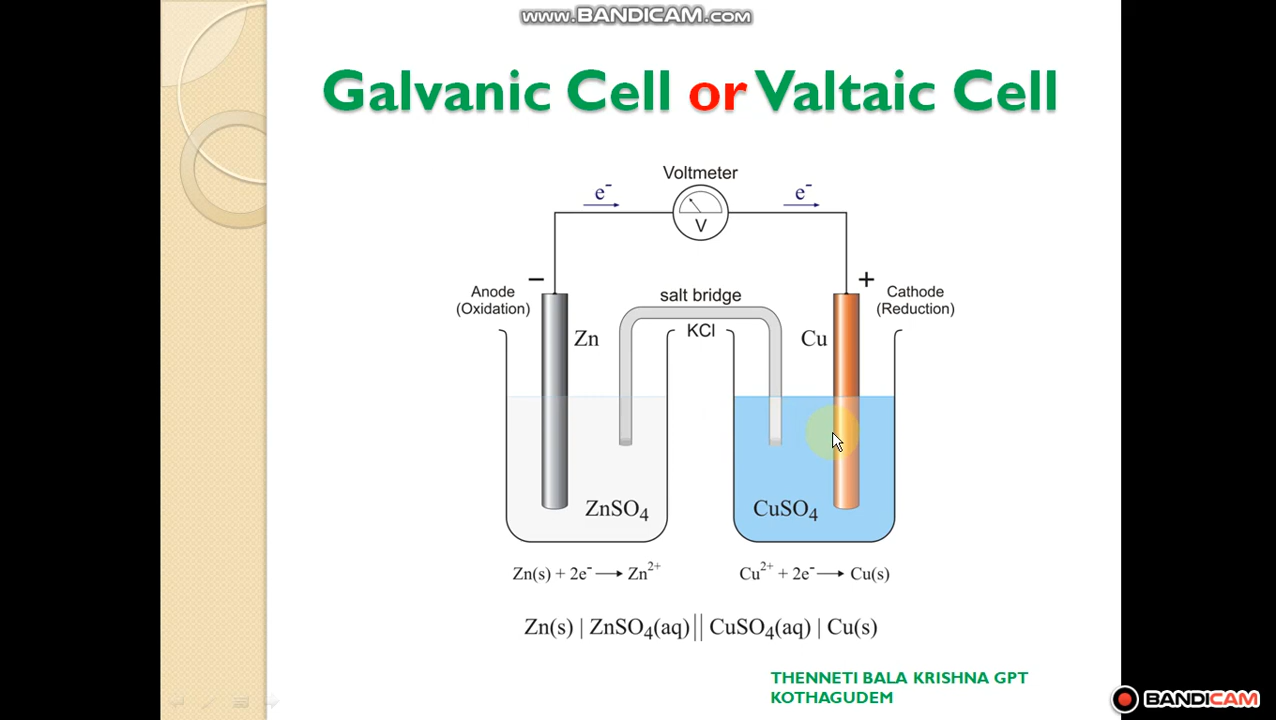 www.BANDICAM.com
Galvanic Cell or Valtaic Cell
Voltmeter
e⁻ e⁻
V
− +
Anode
(Oxidation)
salt bridge
Cathode
(Reduction)
Zn KCl Cu
ZnSO₄ CuSO₄
Zn(s) + 2e⁻ ⟶ Zn²⁺ Cu²⁺ + 2e⁻ ⟶ Cu(s)
Zn(s) | ZnSO₄(aq) || CuSO₄(aq) | Cu(s)
THENNETI BALA KRISHNA GPT
KOTHAGUDEM
BANDICAM